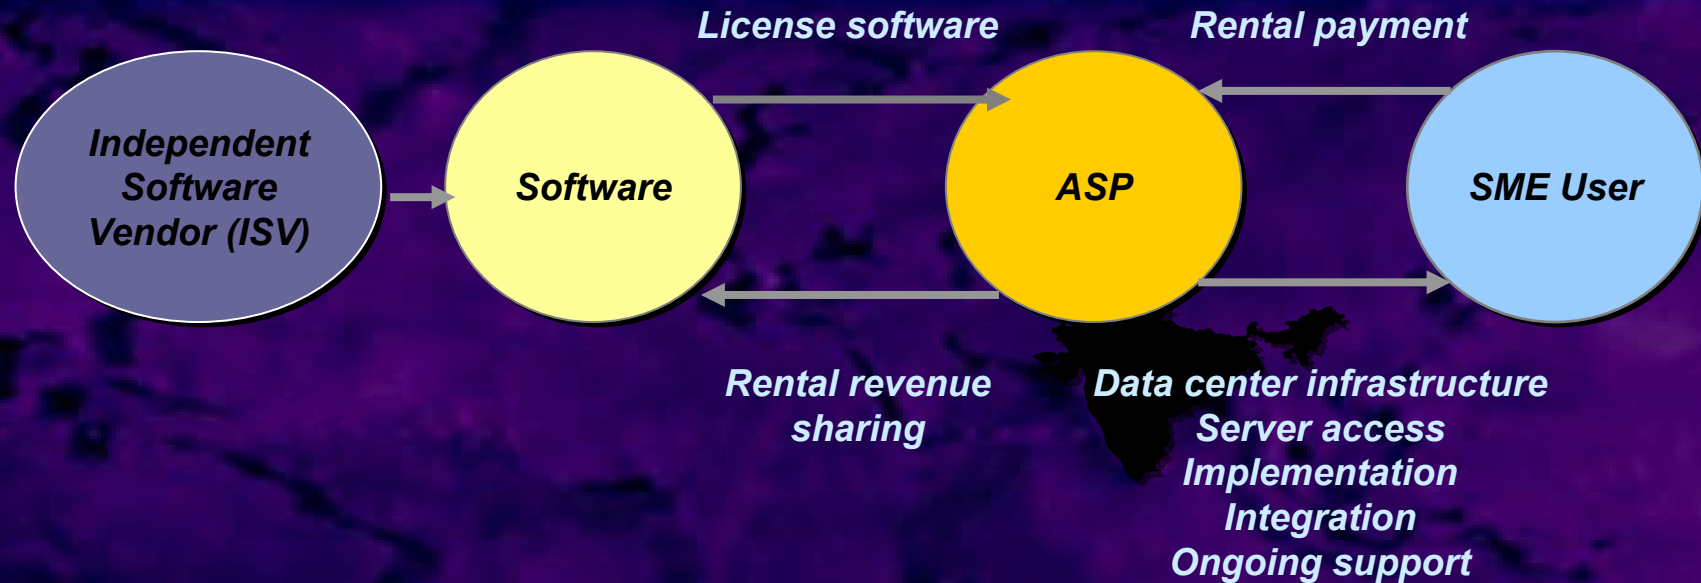 License software
Rental payment
Independent
Software
Vendor (ISV)
Software
ASP
SME User
Rental revenue
sharing
Data center infrastructure
Server access
Implementation
Integration
Ongoing support